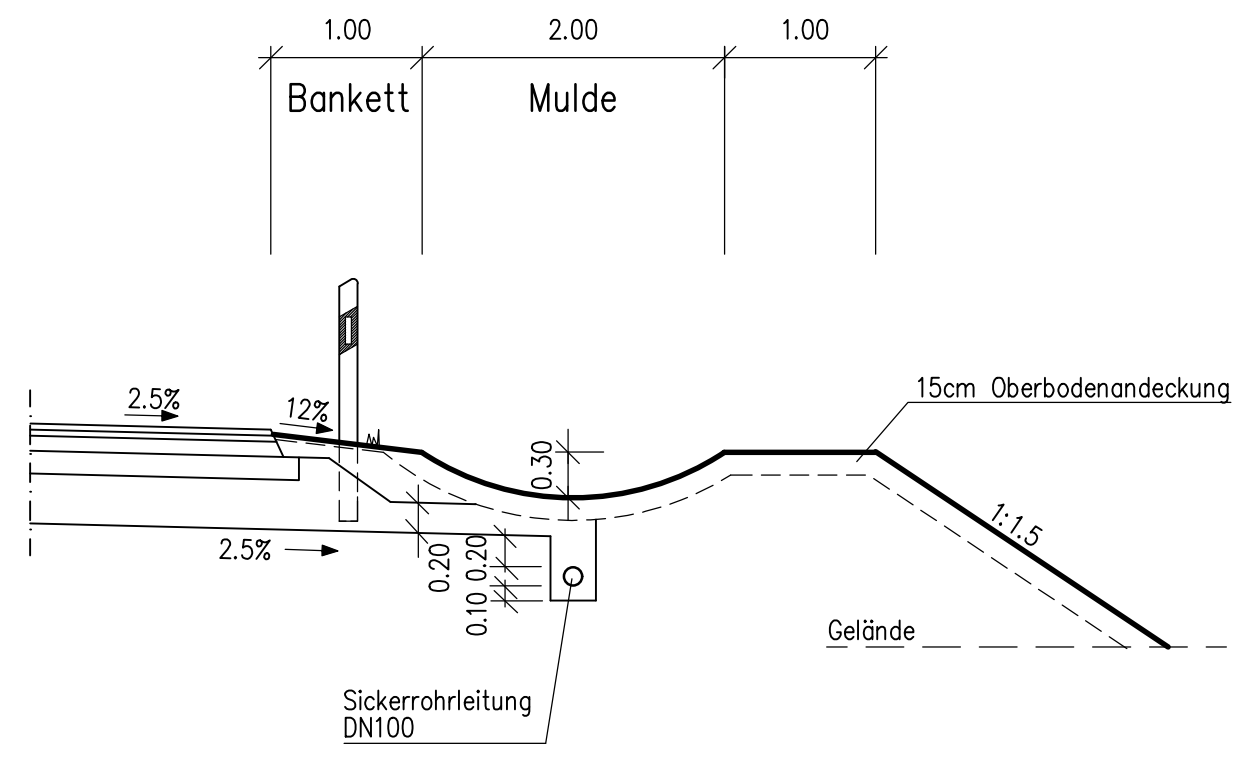 1.00
2.00
1.00
Bankett
Mulde
15cm Oberbodenandeckung
2.5%
12%
0.30
1:1.5
2.5%
0.20
0.20
0.10
Gelände
Sickerrohrleitung
DN100